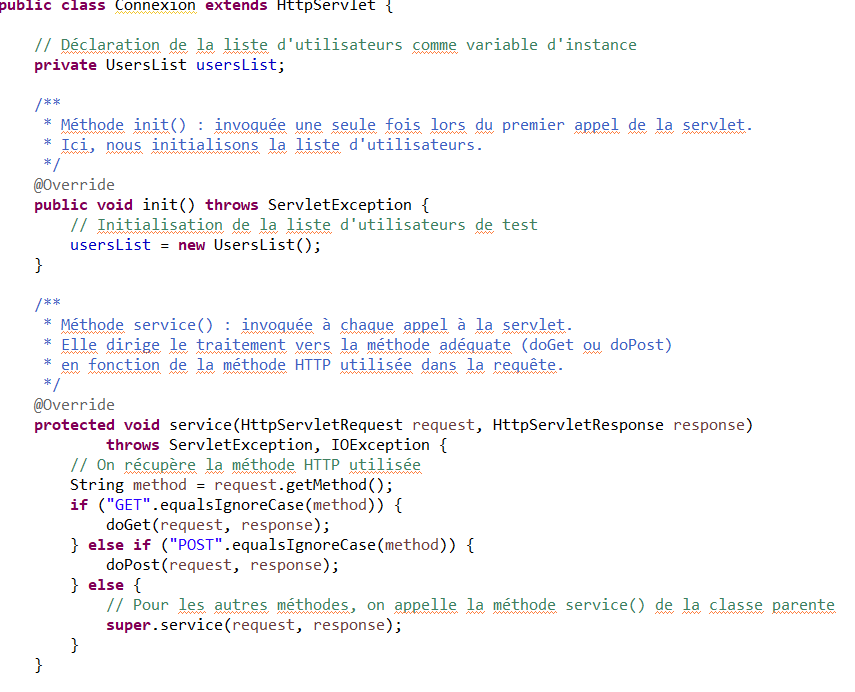 public class Connexion extends HttpServlet {
// Déclaration de la liste d'utilisateurs comme variable d'instance
private UsersList usersList;
/**
* Méthode init() : invoquée une seule fois lors du premier appel de la servlet.
* Ici, nous initialisons la liste d'utilisateurs.
*/
@Override
public void init() throws ServletException {
// Initialisation de la liste d'utilisateurs de test
usersList = new UsersList();
}
/**
* Méthode service() : invoquée à chaque appel à la servlet.
* Elle dirige le traitement vers la méthode adéquate (doGet ou doPost)
* en fonction de la méthode HTTP utilisée dans la requête.
*/
@Override
protected void service(HttpServletRequest request, HttpServletResponse response)
throws ServletException, IOException {
// On récupère la méthode HTTP utilisée
String method = request.getMethod();
if ("GET".equalsIgnoreCase(method)) {
doGet(request, response);
} else if ("POST".equalsIgnoreCase(method)) {
doPost(request, response);
} else {
// Pour les autres méthodes, on appelle la méthode service() de la classe parente
super.service(request, response);
}
}